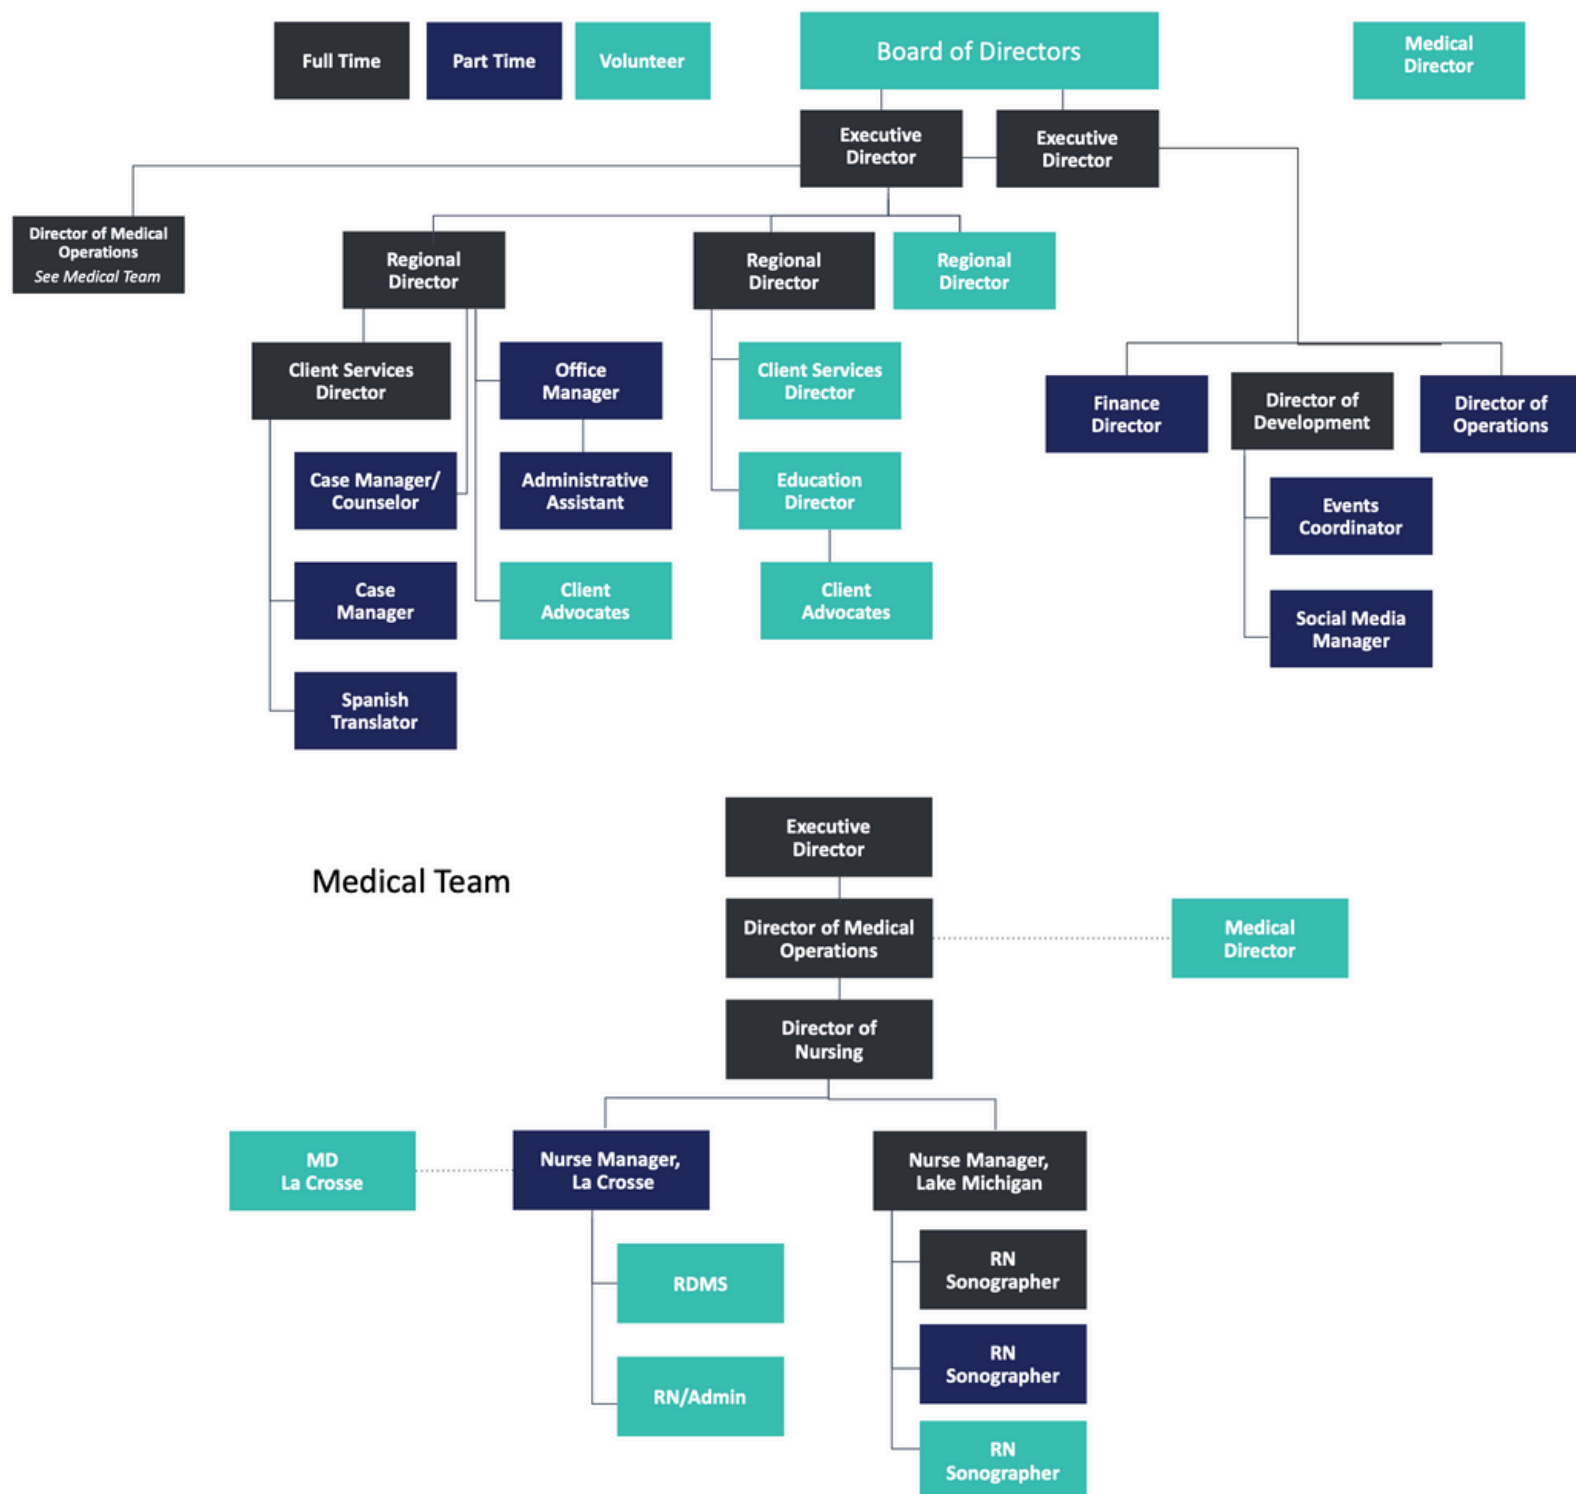 Full Time
Part Time
Volunteer
Board of Directors
Medical
Director
Executive
Director
Executive
Director
Director of Medical
Operations
See Medical Team
Regional
Director
Regional
Director
Regional
Director
Client Services
Director
Office
Manager
Client Services
Director
Finance
Director
Director of
Development
Director of
Operations
Case Manager/
Counselor
Administrative
Assistant
Education
Director
Events
Coordinator
Case
Manager
Client
Advocates
Client
Advocates
Social Media
Manager
Spanish
Translator
Medical Team
Executive
Director
Director of Medical
Operations
Medical
Director
Director of
Nursing
MD
La Crosse
Nurse Manager,
La Crosse
Nurse Manager,
Lake Michigan
RDMS
RN
Sonographer
RN/Admin
RN
Sonographer
RN
Sonographer